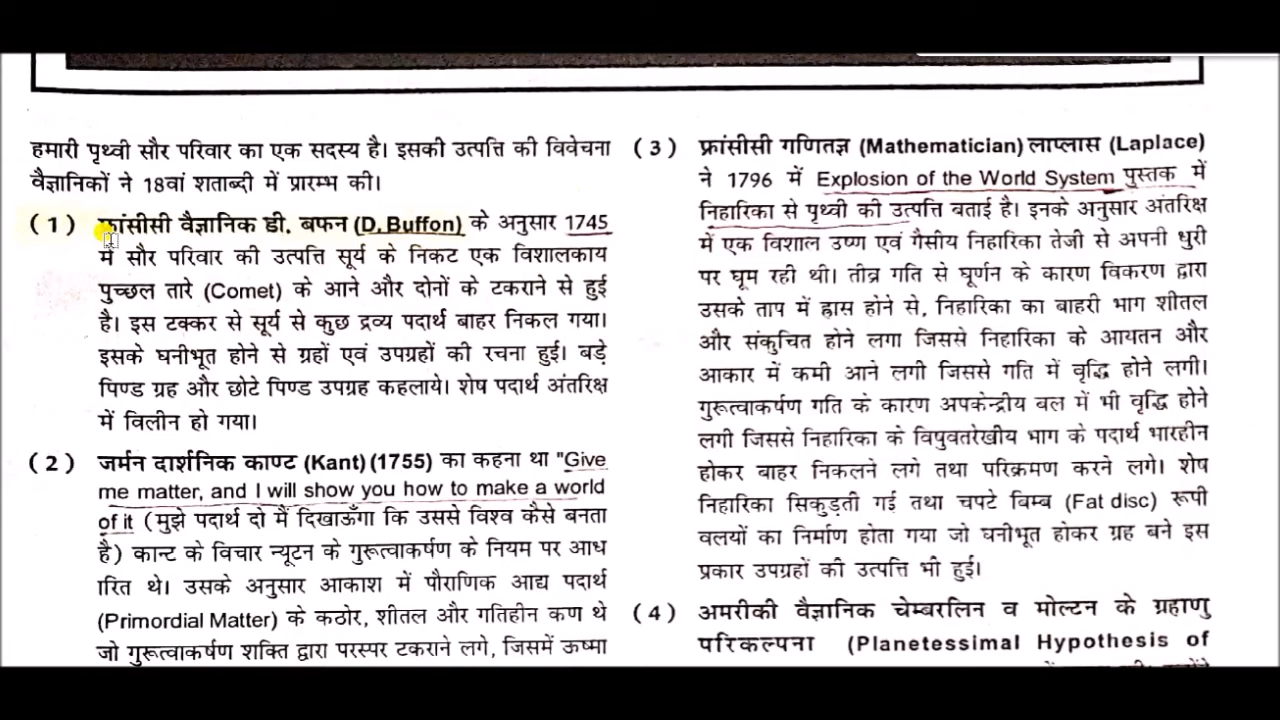 हमारी पृथ्वी सौर परिवार का एक सदस्य है। इसकी उत्पत्ति की विवेचना
वैज्ञानिकों ने 18वां शताब्दी में प्रारम्भ की।
(1) फ्रांसीसी वैज्ञानिक डी. बफन (D. Buffon) के अनुसार 1745
में सौर परिवार की उत्पत्ति सूर्य के निकट एक विशालकाय
पुच्छल तारे (Comet) के आने और दोनों के टकराने से हुई
है। इस टक्कर से सूर्य से कुछ द्रव्य पदार्थ बाहर निकल गया।
इसके घनीभूत होने से ग्रहों एवं उपग्रहों की रचना हुई। बड़े
पिण्ड ग्रह और छोटे पिण्ड उपग्रह कहलाये। शेष पदार्थ अंतरिक्ष
में विलीन हो गया।
(2) जर्मन दार्शनिक काण्ट (Kant) (1755) का कहना था "Give
me matter, and I will show you how to make a world
of it (मुझे पदार्थ दो मैं दिखाऊँगा कि उससे विश्व कैसे बनता
है) कान्ट के विचार न्यूटन के गुरूत्वाकर्षण के नियम पर आध
ारित थे। उसके अनुसार आकाश में पौराणिक आद्य पदार्थ
(Primordial Matter) के कठोर, शीतल और गतिहीन कण थे
जो गुरूत्वाकर्षण शक्ति द्वारा परस्पर टकराने लगे, जिसमें ऊष्मा
(3) फ्रांसीसी गणितज्ञ (Mathematician) लाप्लास (Laplace)
ने 1796 में Explosion of the World System पुस्तक में
निहारिका से पृथ्वी की उत्पत्ति बताई है। इनके अनुसार अंतरिक्ष
में एक विशाल उष्ण एवं गैसीय निहारिका तेजी से अपनी धुरी
पर घूम रही थी। तीव्र गति से घूर्णन के कारण विकरण द्वारा
उसके ताप में ह्रास होने से, निहारिका का बाहरी भाग शीतल
और संकुचित होने लगा जिससे निहारिका के आयतन और
आकार में कमी आने लगी जिससे गति में वृद्धि होने लगी।
गुरूत्वाकर्षण गति के कारण अपकेन्द्रीय बल में भी वृद्धि होने
लगी जिससे निहारिका के विषुवतरेखीय भाग के पदार्थ भारहीन
होकर बाहर निकलने लगे तथा परिक्रमण करने लगे। शेष
निहारिका सिकुड़ती गई तथा चपटे बिम्ब (Fat disc) रूपी
वलयों का निर्माण होता गया जो घनीभूत होकर ग्रह बने इस
प्रकार उपग्रहों की उत्पत्ति भी हुई।
(4) अमरीकी वैज्ञानिक चेम्बरलिन व मोल्टन के ग्रहाणु
परिकल्पना (Planetessimal Hypothesis of